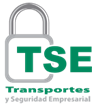 TSE
Transportes
y Seguridad Empresarial